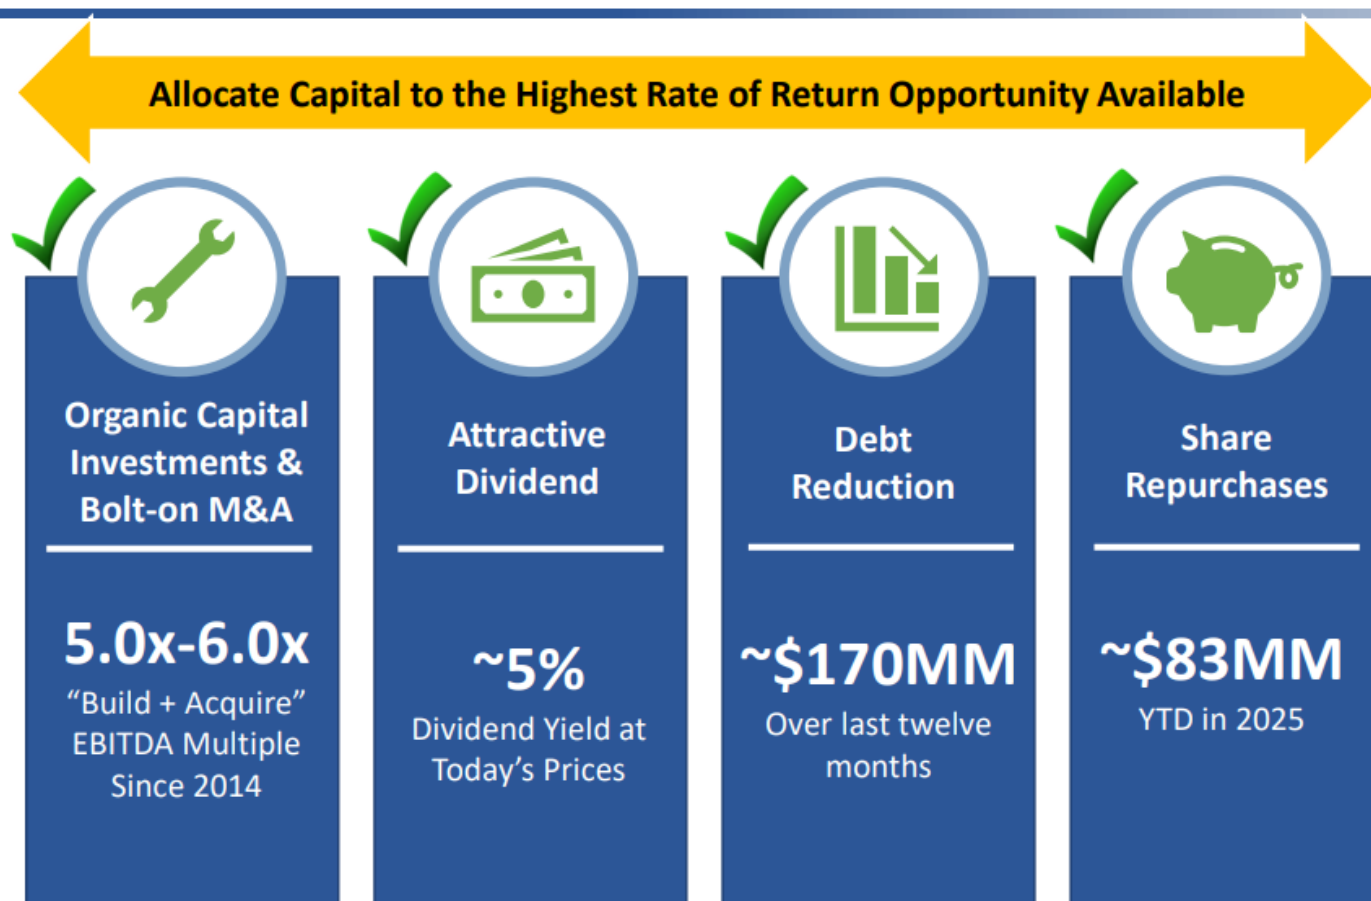 Allocate Capital to the Highest Rate of Return Opportunity Available
Organic Capital
Investments &
Bolt-on M&A
5.0x-6.0x
“Build + Acquire”
EBITDA Multiple
Since 2014
Attractive
Dividend
~5%
Dividend Yield at
Today’s Prices
Debt
Reduction
~$170MM
Over last twelve
months
Share
Repurchases
~$83MM
YTD in 2025